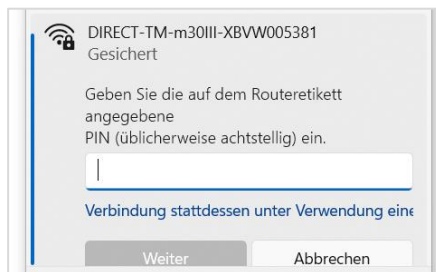 DIRECT-TM-m30III-XBVW005381
Gesichert
Geben Sie die auf dem Routeretikett
angegebene
PIN (üblicherweise achtstellig) ein.
Verbindung stattdessen unter Verwendung eine
Weiter Abbrechen